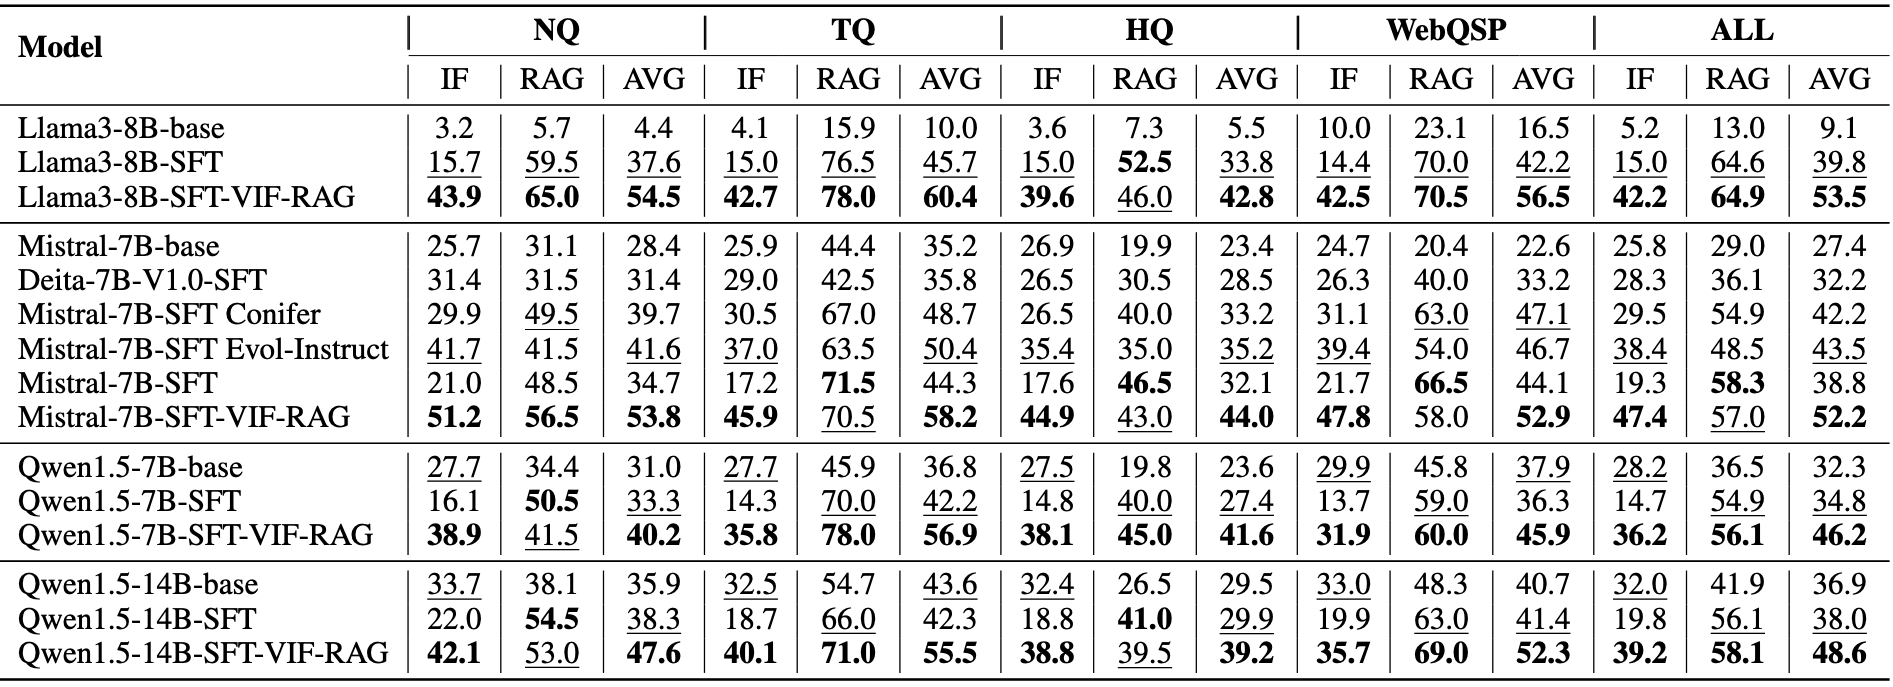 Model NQ TQ HQ WebQSP ALL
IF RAG AVG IF RAG AVG IF RAG AVG IF RAG AVG IF RAG AVG
Llama3-8B-base 3.2 5.7 4.4 4.1 15.9 10.0 3.6 7.3 5.5 10.0 23.1 16.5 5.2 13.0 9.1
Llama3-8B-SFT 15.7 59.5 37.6 15.0 76.5 45.7 15.0 52.5 33.8 14.4 70.0 42.2 15.0 64.6 39.8
Llama3-8B-SFT-VIF-RAG 43.9 65.0 54.5 42.7 78.0 60.4 39.6 46.0 42.8 42.5 70.5 56.5 42.2 64.9 53.5
Mistral-7B-base 25.7 31.1 28.4 25.9 44.4 35.2 26.9 19.9 23.4 24.7 20.4 22.6 25.8 29.0 27.4
Deita-7B-V1.0-SFT 31.4 31.5 31.4 29.0 42.5 35.8 26.5 30.5 28.5 26.3 40.0 33.2 28.3 36.1 32.2
Mistral-7B-SFT Conifer 29.9 49.5 39.7 30.5 67.0 48.7 26.5 40.0 33.2 31.1 63.0 47.1 29.5 54.9 42.2
Mistral-7B-SFT Evol-Instruct 41.7 41.5 41.6 37.0 63.5 50.4 35.4 35.0 35.2 39.4 54.0 46.7 38.4 48.5 43.5
Mistral-7B-SFT 21.0 48.5 34.7 17.2 71.5 44.3 17.6 46.5 32.1 21.7 66.5 44.1 19.3 58.3 38.8
Mistral-7B-SFT-VIF-RAG 51.2 56.5 53.8 45.9 70.5 58.2 44.9 43.0 44.0 47.8 58.0 52.9 47.4 57.0 52.2
Qwen1.5-7B-base 27.7 34.4 31.0 27.7 45.9 36.8 27.5 19.8 23.6 29.9 45.8 37.9 28.2 36.5 32.3
Qwen1.5-7B-SFT 16.1 50.5 33.3 14.3 70.0 42.2 14.8 40.0 27.4 13.7 59.0 36.3 14.7 54.9 34.8
Qwen1.5-7B-SFT-VIF-RAG 38.9 41.5 40.2 35.8 78.0 56.9 38.1 45.0 41.6 31.9 60.0 45.9 36.2 56.1 46.2
Qwen1.5-14B-base 33.7 38.1 35.9 32.5 54.7 43.6 32.4 26.5 29.5 33.0 48.3 40.7 32.0 41.9 36.9
Qwen1.5-14B-SFT 22.0 54.5 38.3 18.7 66.0 42.3 18.8 41.0 29.9 19.9 63.0 41.4 19.8 56.1 38.0
Qwen1.5-14B-SFT-VIF-RAG 42.1 53.0 47.6 40.1 71.0 55.5 38.8 39.5 39.2 35.7 69.0 52.3 39.2 58.1 48.6